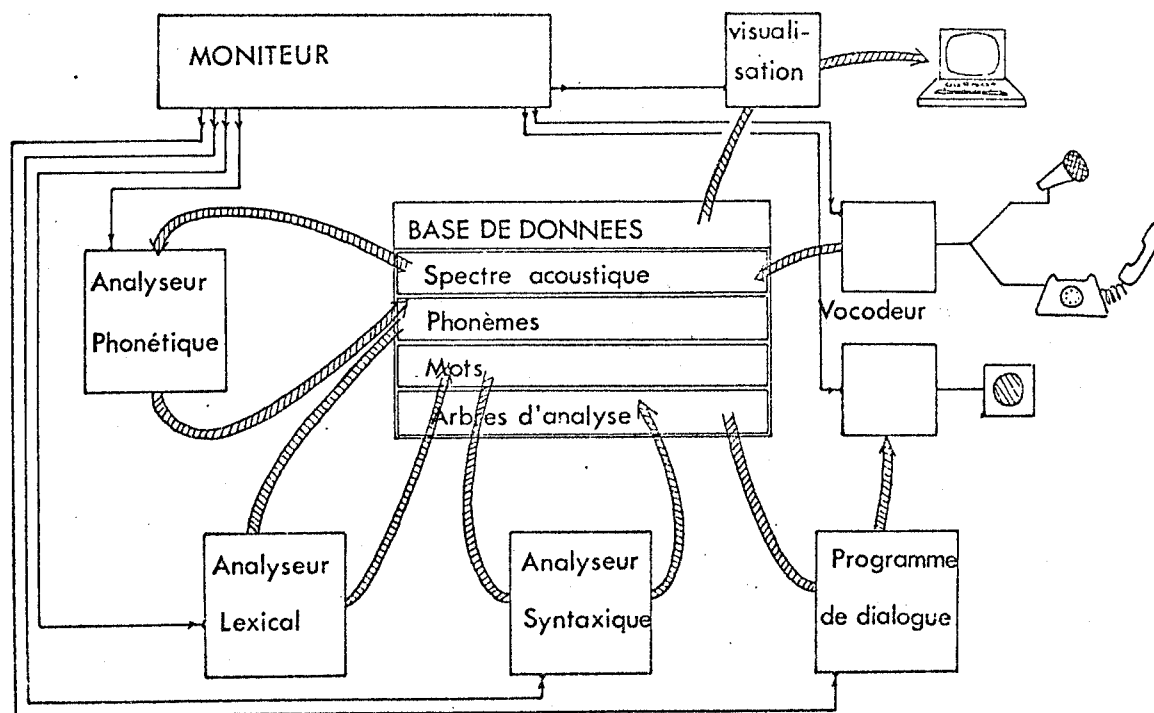 MONITEUR
visuali-
sation
BASE DE DONNEES
Spectre acoustique
Phonèmes
Mots
Arbres d'analyse
Analyseur
Phonétique
Vocodeur
Analyseur
Lexical
Analyseur
Syntaxique
Programme
de dialogue